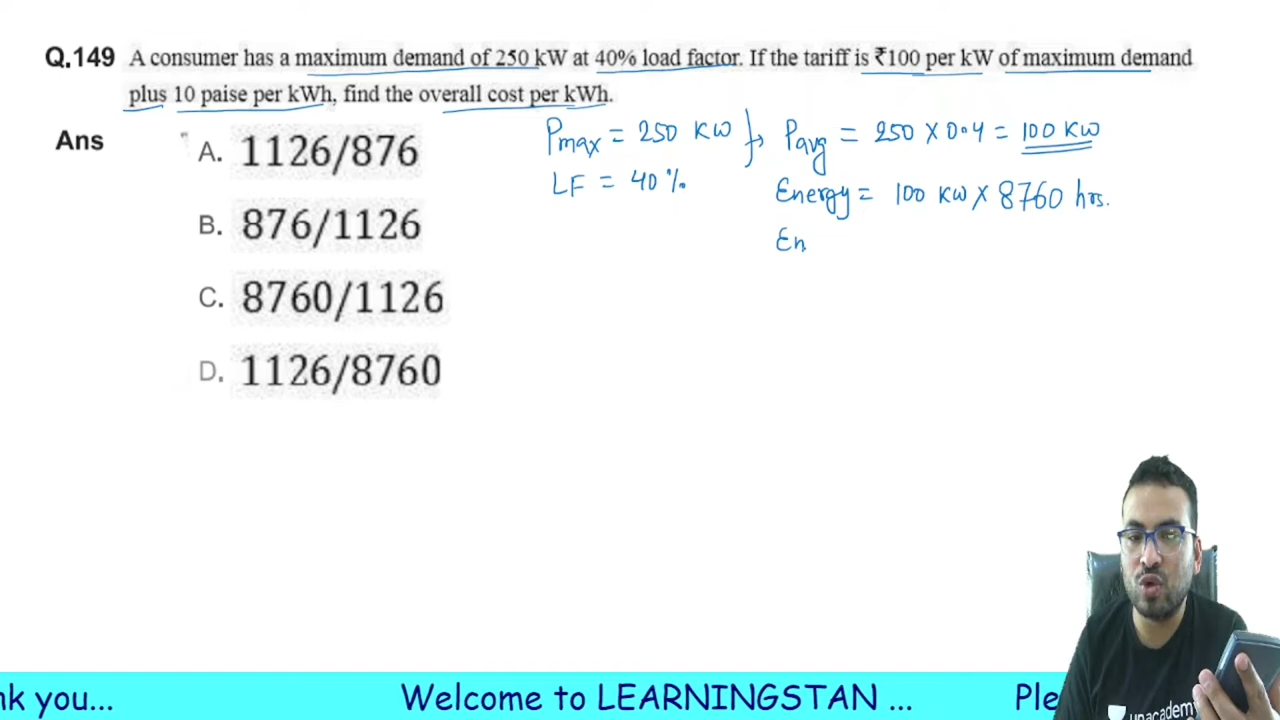 Q.149 A consumer has a maximum demand of 250 kW at 40% load factor. If the tariff is ₹100 per kW of maximum demand
plus 10 paise per kWh, find the overall cost per kWh.
Ans
A. 1126/876
B. 876/1126
C. 8760/1126
D. 1126/8760
Pmax = 250 KW
LF = 40%
Pavg = 250 × 0.4 = 100 KW
Energy = 100 KW × 8760 hrs.
En
unacademy
nk you... Welcome to LEARNINGSTAN ... Ple